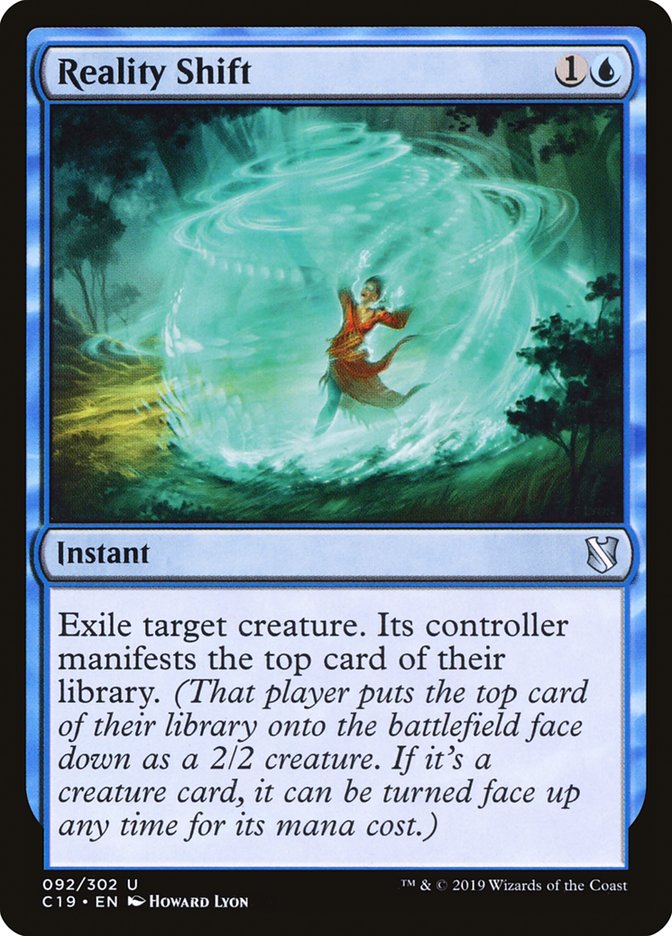 Reality Shift 1
Instant
Exile target creature. Its controller
manifests the top card of their
library. (That player puts the top card
of their library onto the battlefield face
down as a 2/2 creature. If it's a
creature card, it can be turned face up
any time for its mana cost.)
092/302 U
™ & © 2019 Wizards of the Coast
C19 • EN Howard Lyon